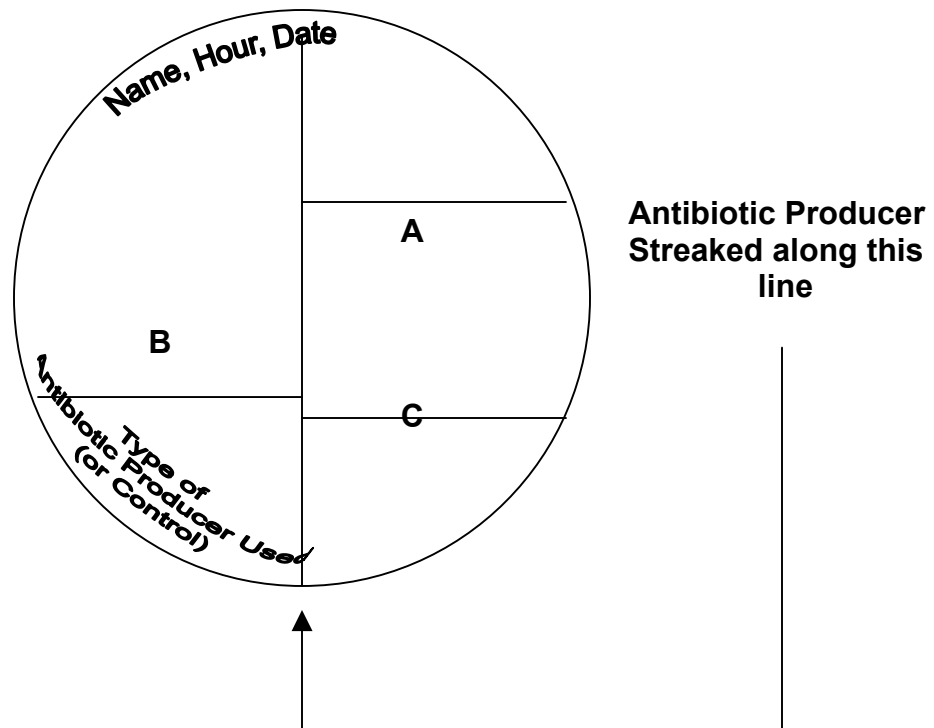 Name, Hour, Date
A
Antibiotic Producer
Streaked along this
line
B
C
Type of
Antibiotic Producer Used
(or Control)